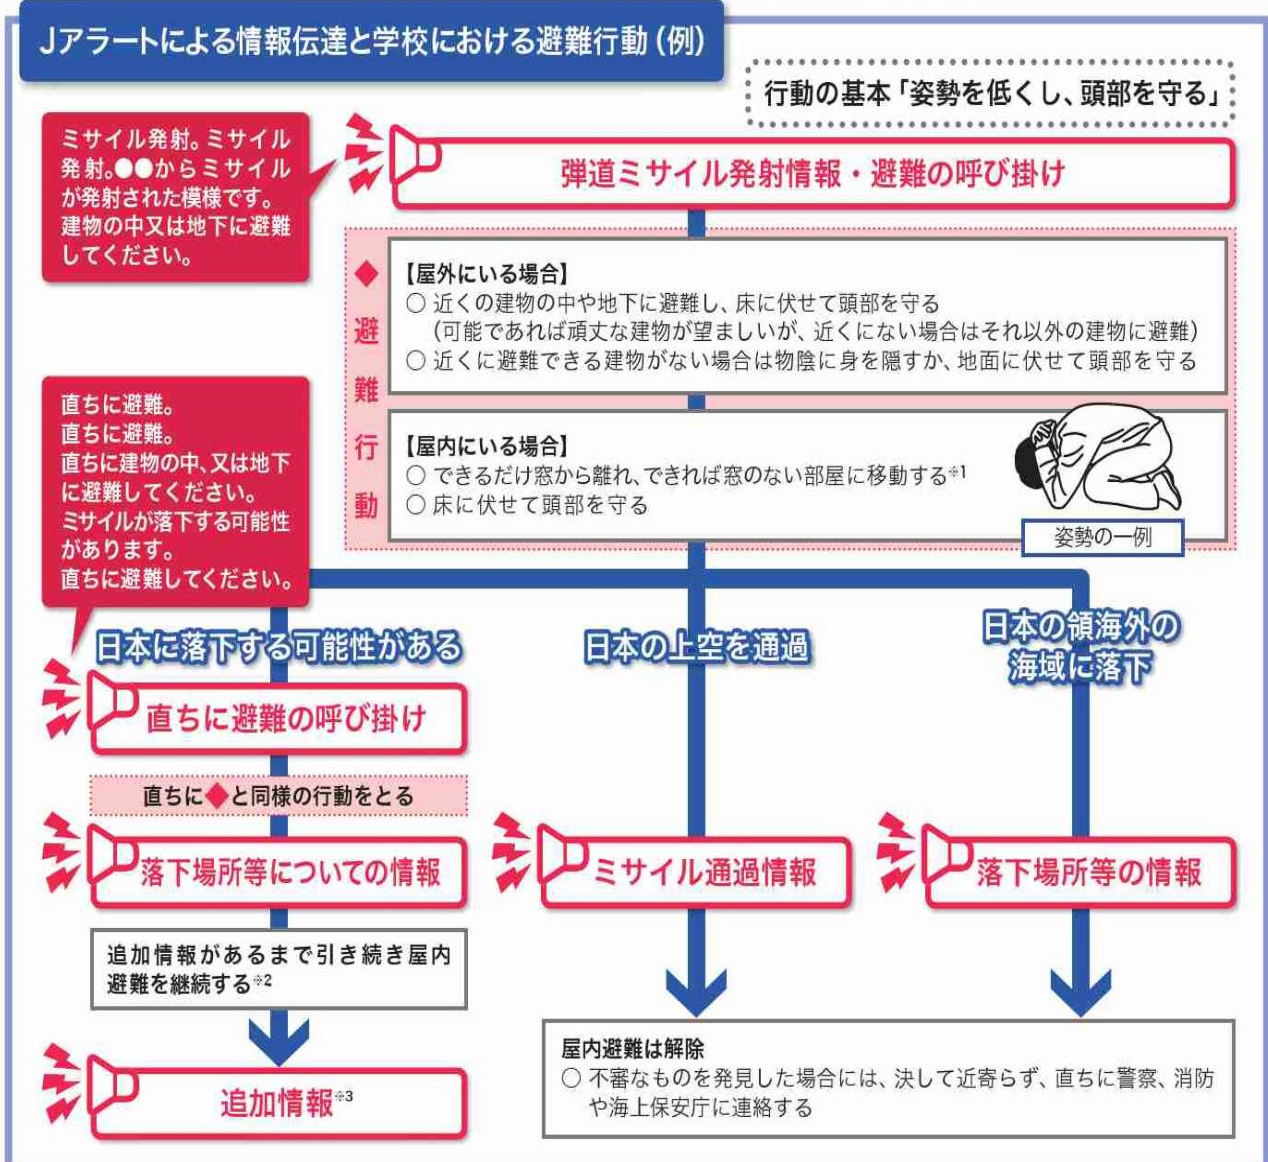 Jアラートによる情報伝達と学校における避難行動（例）
行動の基本「姿勢を低くし、頭部を守る」
ミサイル発射。ミサイル
発射。●●からミサイル
が発射された模様です。
建物の中又は地下に避難
してください。
弾道ミサイル発射情報・避難の呼び掛け
◆避難行動
【屋外にいる場合】
○ 近くの建物の中や地下に避難し、床に伏せて頭部を守る
（可能であれば頑丈な建物が望ましいが、近くにない場合はそれ以外の建物に避難）
○ 近くに避難できる建物がない場合は物陰に身を隠すか、地面に伏せて頭部を守る
【屋内にいる場合】
○ できるだけ窓から離れ、できれば窓のない部屋に移動する※1
○ 床に伏せて頭部を守る
姿勢の一例
直ちに避難。
直ちに避難。
直ちに建物の中、又は地下
に避難してください。
ミサイルが落下する可能性
があります。
直ちに避難してください。
日本に落下する可能性がある
直ちに避難の呼び掛け
直ちに◆と同様の行動をとる
落下場所等についての情報
追加情報があるまで引き続き屋内
避難を継続する※2
追加情報※3
日本の上空を通過
ミサイル通過情報
日本の領海外の
海域に落下
落下場所等の情報
屋内避難は解除
○ 不審なものを発見した場合には、決して近寄らず、直ちに警察、消防
や海上保安庁に連絡する